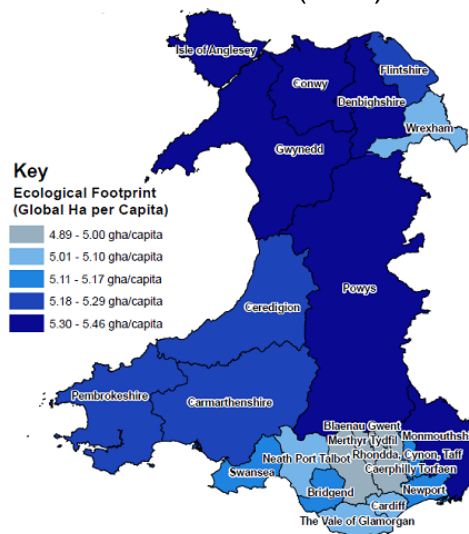 Isle of Anglesey
Conwy
Flintshire
Denbighshire
Wrexham
Gwynedd
Key
Ecological Footprint
(Global Ha per Capita)
4.89 - 5.00 gha/capita
5.01 - 5.10 gha/capita
5.11 - 5.17 gha/capita
5.18 - 5.29 gha/capita
5.30 - 5.46 gha/capita
Powys
Ceredigion
Pembrokeshire
Carmarthenshire
Blaenau Gwent
Merthyr Tydfil
Monmouthsh
Rhondda, Cynon, Taff
Neath Port Talbot
Caerphilly
Torfaen
Swansea
Newport
Bridgend
Cardiff
The Vale of Glamorgan